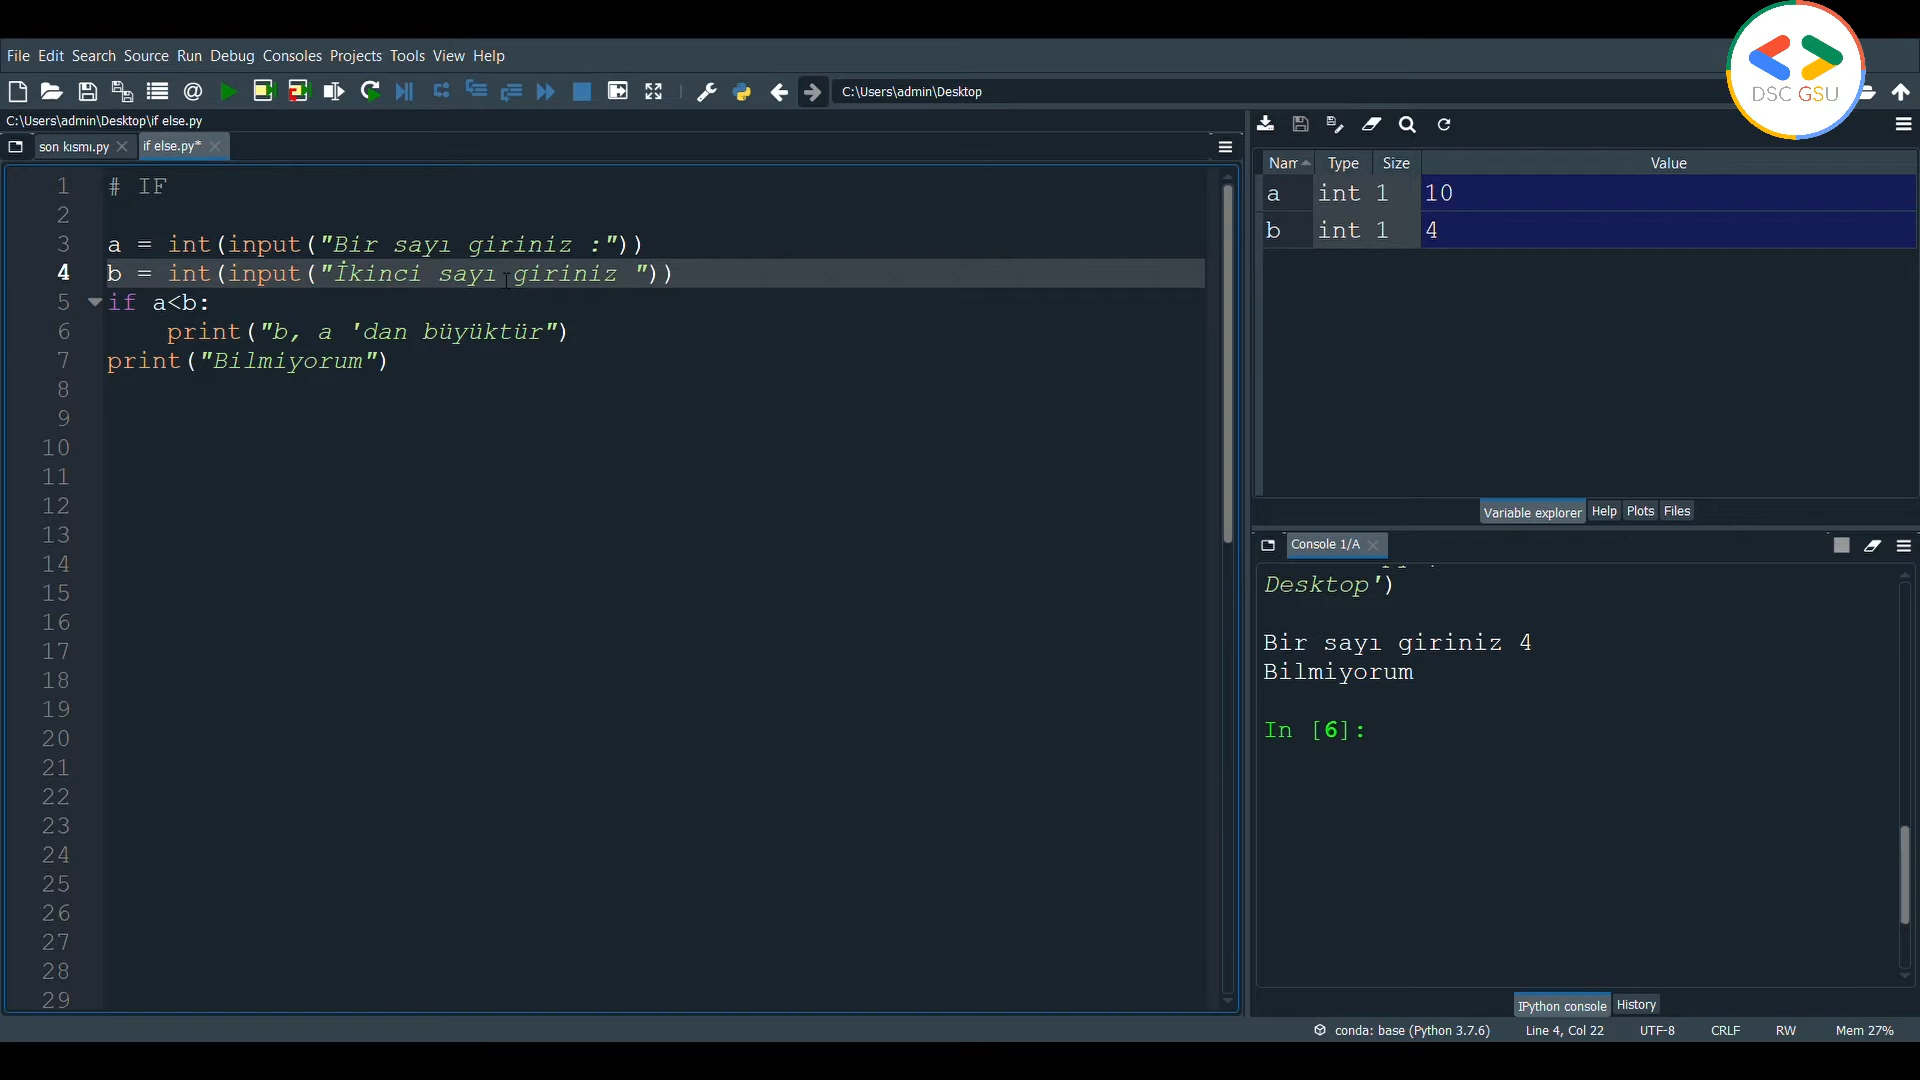 DSC GSU
File Edit Search Source Run Debug Consoles Projects Tools View Help
C:\Users\admin\Desktop
C:\Users\admin\Desktop\if else.py
son kısmı.py
if else.py*
1 # IF
2
3 a = int(input("Bir sayı giriniz :"))
4 b = int(input("İkinci sayı giriniz "))
5 if a<b:
6 print("b, a 'dan büyüktür")
7 print("Bilmiyorum")
8
9
10
11
12
13
14
15
16
17
18
19
20
21
22
23
24
25
26
27
28
29
Type Size Value
a int 1 10
b int 1 4
Variable explorer Help Plots Files
Console 1/A
Desktop')
Bir sayı giriniz 4
Bilmiyorum
In [6]:
IPython console History
conda: base (Python 3.7.6) Line 4, Col 22 UTF-8 CRLF RW Mem 27%